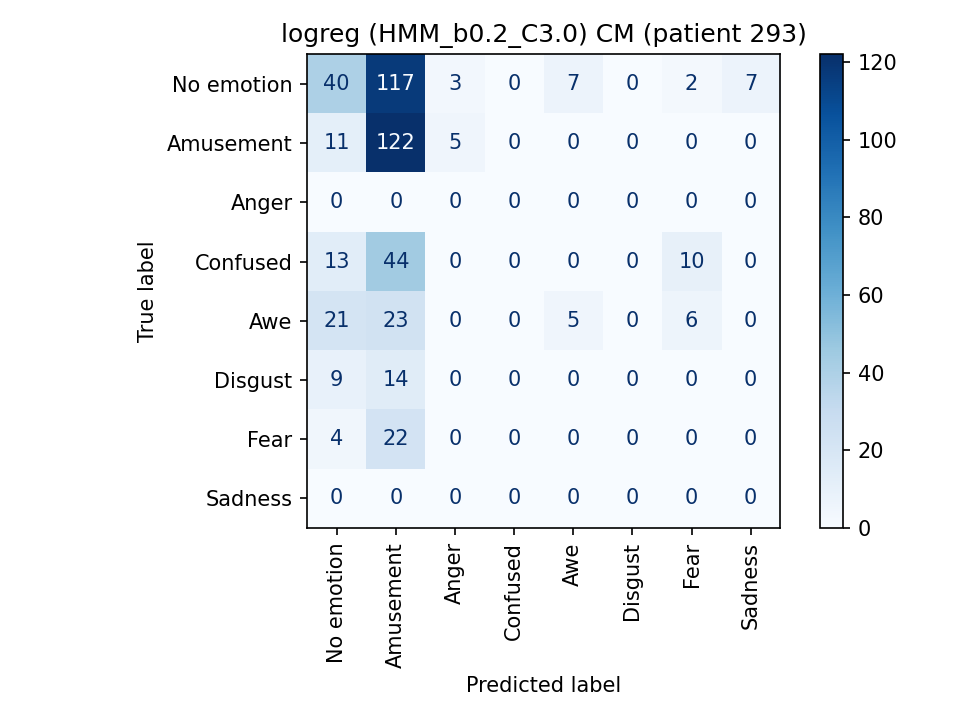 logreg (HMM_b0.2_C3.0) CM (patient 293)
No emotion 40 117 3 0 7 0 2 7
Amusement 11 122 5 0 0 0 0 0
Anger 0 0 0 0 0 0 0 0
Confused 13 44 0 0 0 0 10 0
Awe 21 23 0 0 5 0 6 0
Disgust 9 14 0 0 0 0 0 0
Fear 4 22 0 0 0 0 0 0
Sadness 0 0 0 0 0 0 0 0
True label
No emotion
Amusement
Anger
Confused
Awe
Disgust
Fear
Sadness
Predicted label
120
100
80
60
40
20
0